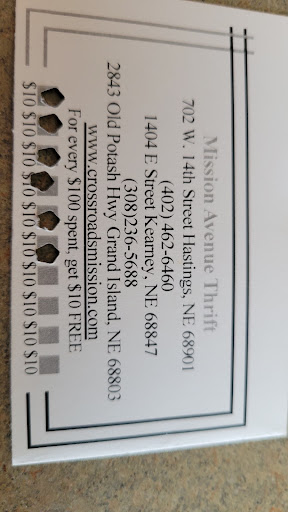 Mission Avenue Thrift
702 W. 14th Street Hastings, NE 68901
(402) 462-6460
1404 E Street Kearney, NE 68847
(308)236-5688
2843 Old Potash Hwy Grand Island, NE 68803
www.crossroadsmission.com
For every $100 spent, get $10 FREE
$10 $10 $10 $10 $10 $10 $10 $10 $10 $10